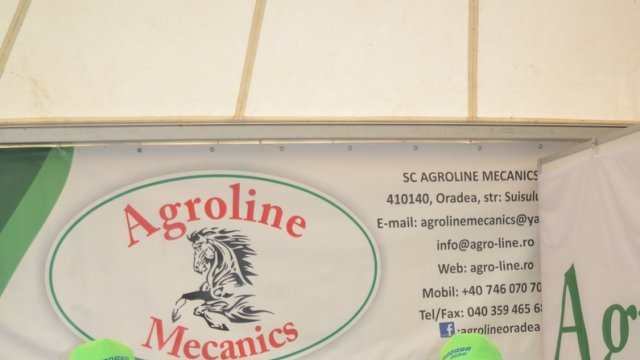 Agroline
Mecanics
SC AGROLINE MECANICS
410140, Oradea, str: Suisulu
E-mail: agrolinemecanics@ya
info@agro-line.ro
Web: agro-line.ro
Mobil: +40 746 070 70
Tel/Fax: 040 359 465 68
agrolineoradea
Ag